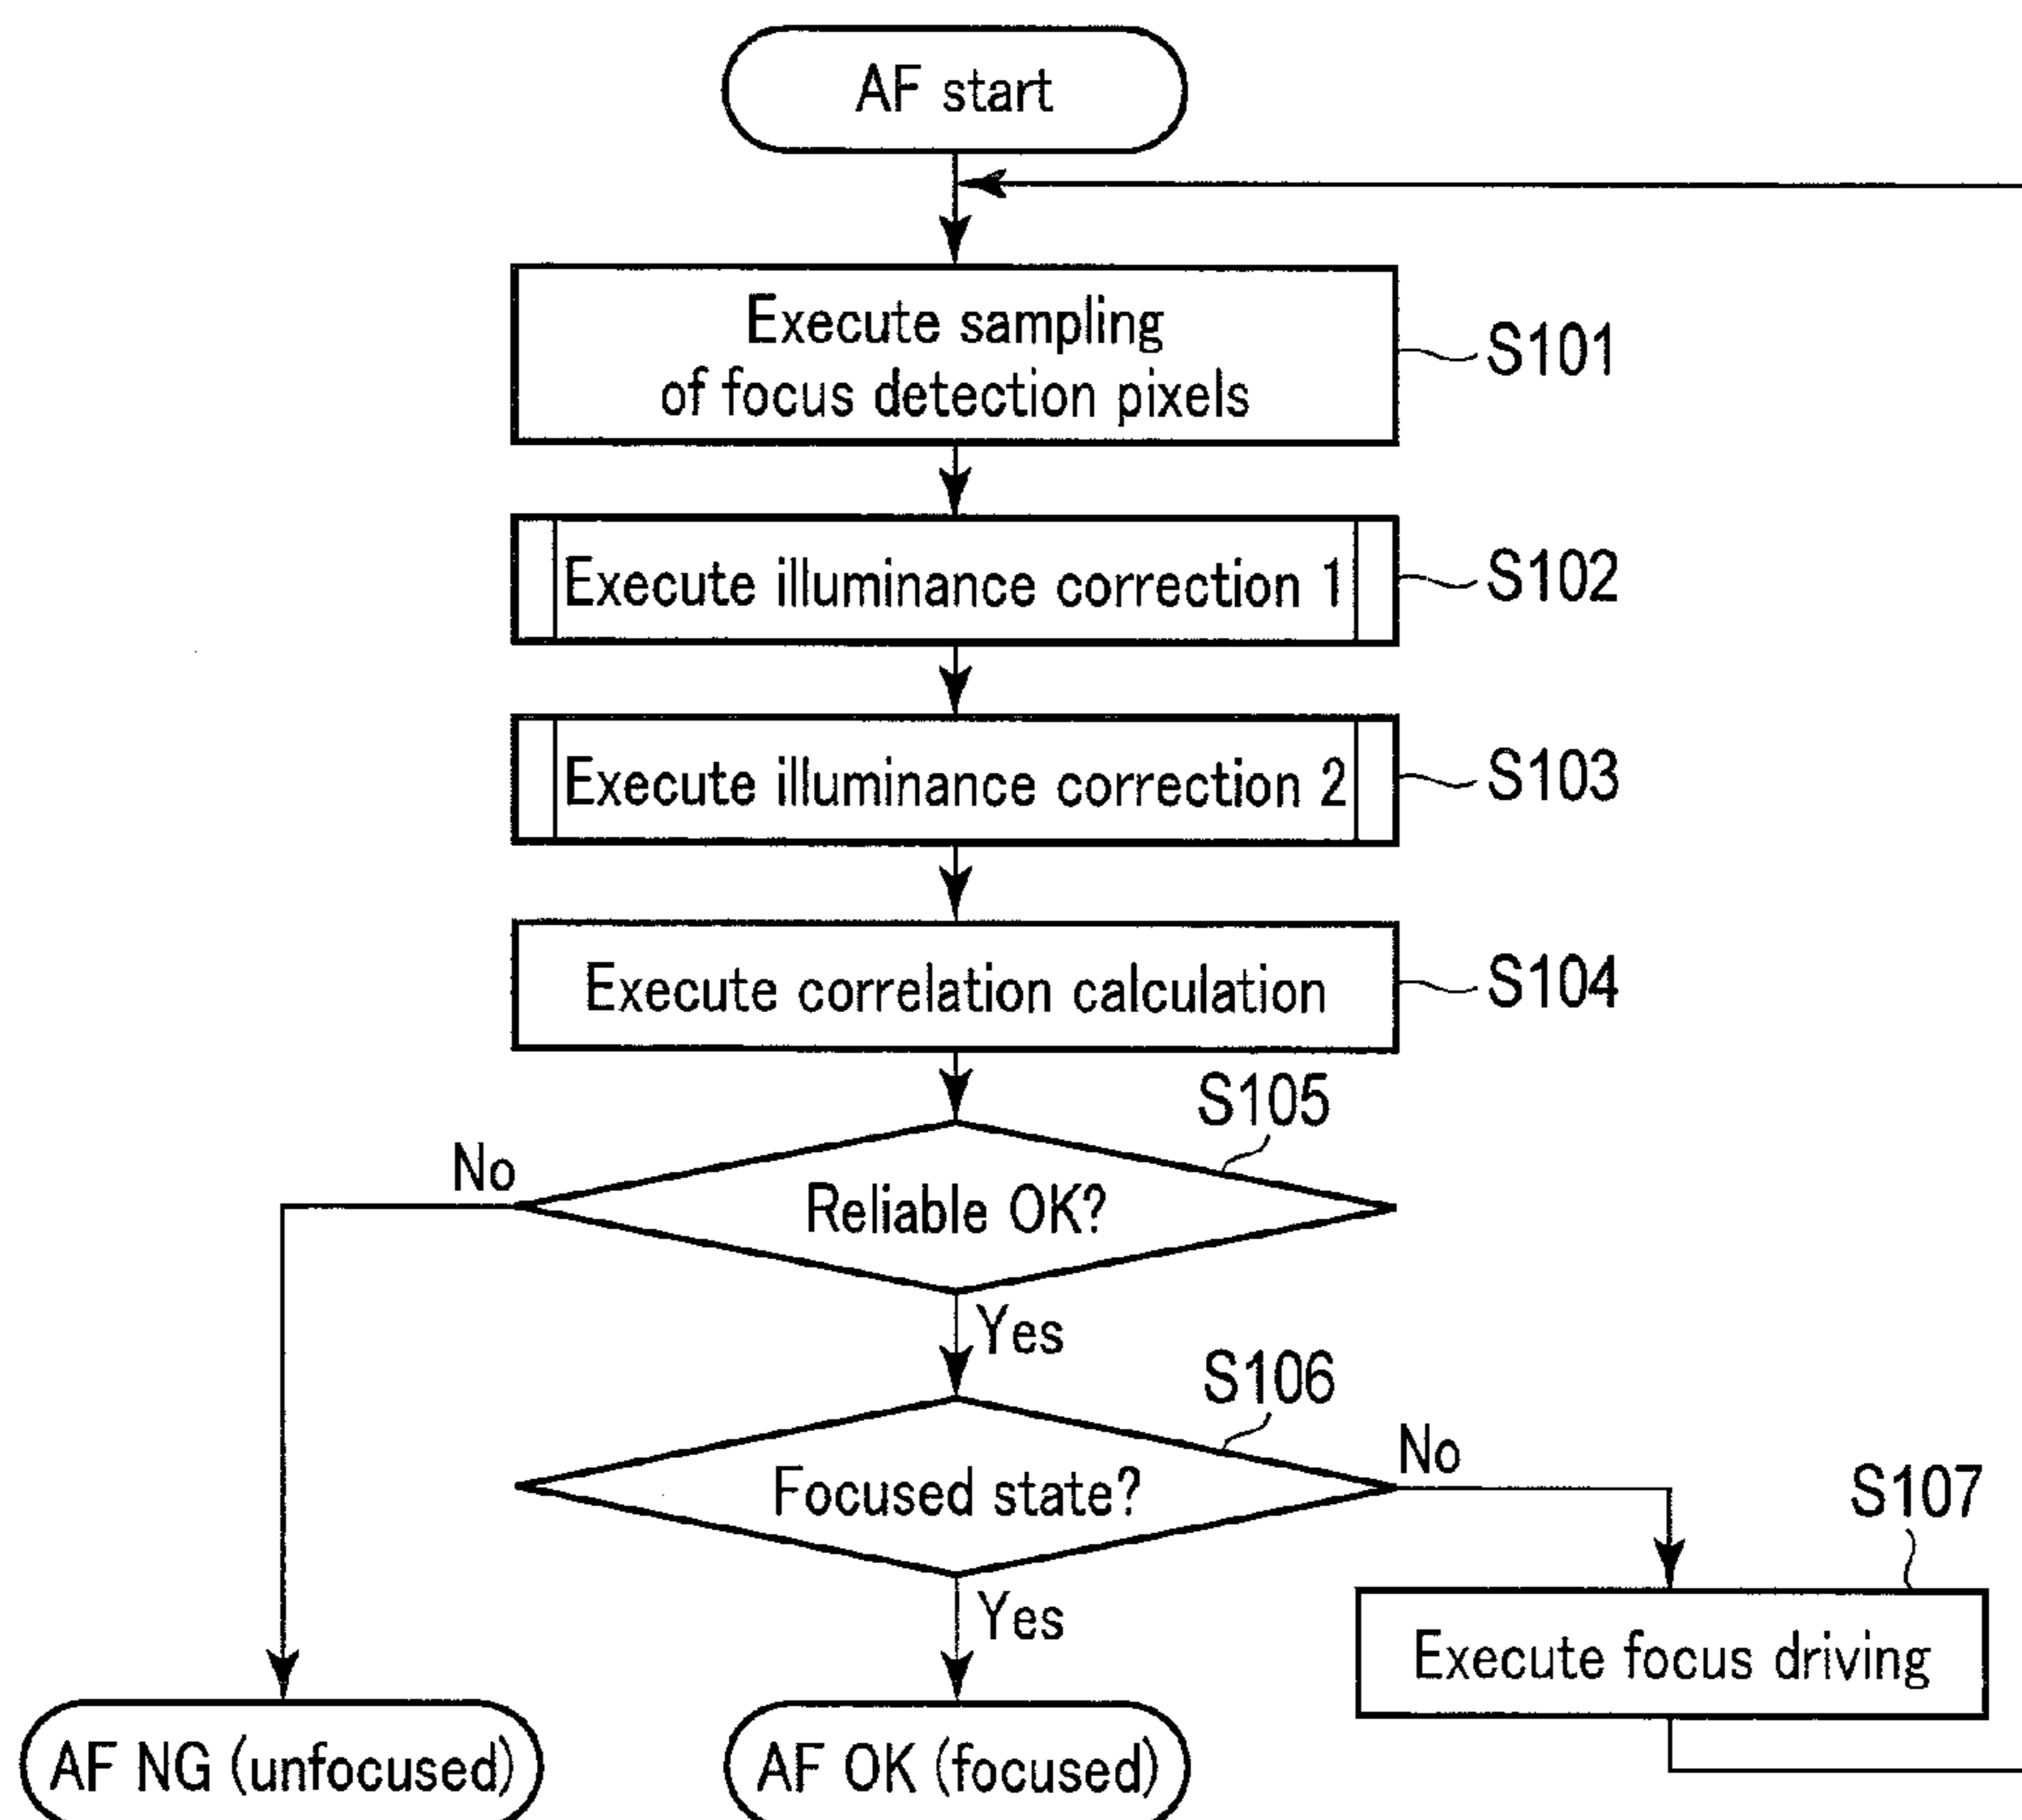 AF start
Execute sampling
of focus detection pixels
S101
Execute illuminance correction 1
S102
Execute illuminance correction 2
S103
Execute correlation calculation
S104
S105
No
Reliable OK?
Yes
S106
No
Focused state?
S107
Yes
Execute focus driving
AF NG (unfocused)
AF OK (focused)